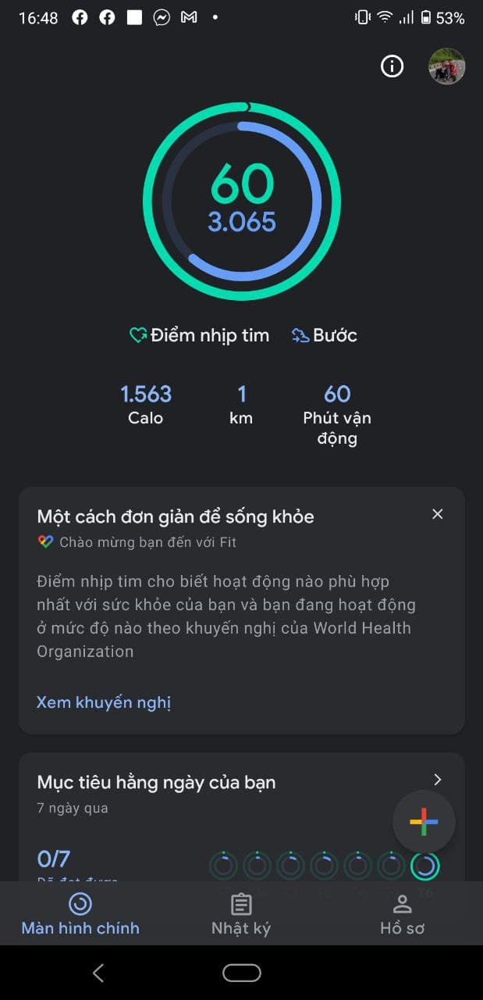 16:48
53%
60
3.065
Điểm nhịp tim Bước
1.563 1 60
Calo km Phút vận
động
Một cách đơn giản để sống khỏe
Chào mừng bạn đến với Fit
Điểm nhịp tim cho biết hoạt động nào phù hợp
nhất với sức khỏe của bạn và bạn đang hoạt động
ở mức độ nào theo khuyến nghị của World Health
Organization
Xem khuyến nghị
Mục tiêu hằng ngày của bạn
7 ngày qua
0/7
Màn hình chính Nhật ký Hồ sơ